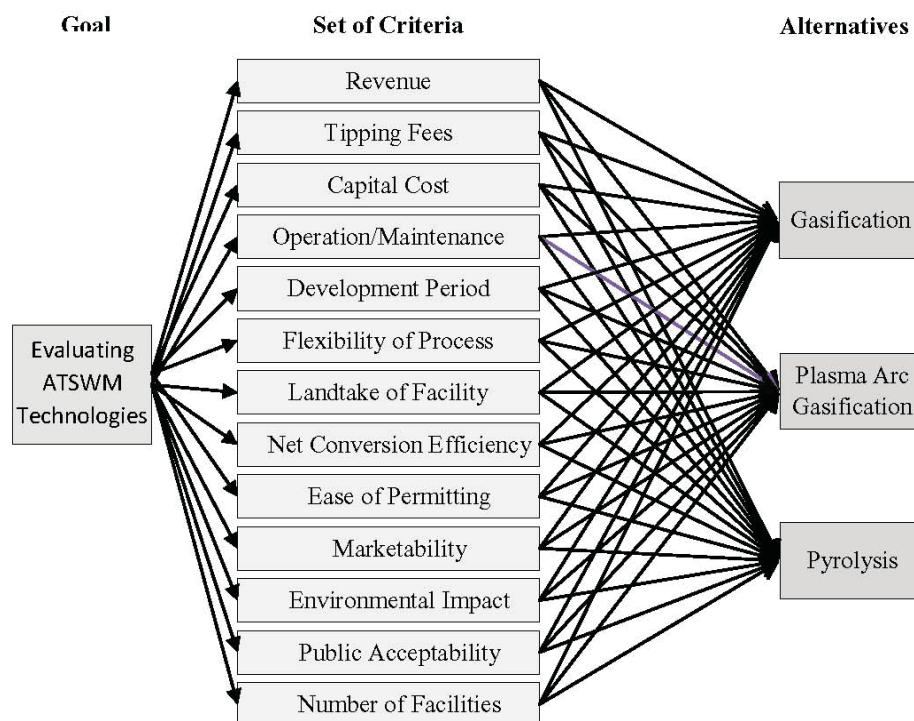 Goal
Set of Criteria
Alternatives
Revenue
Tipping Fees
Capital Cost
Operation/Maintenance
Development Period
Flexibility of Process
Landtake of Facility
Net Conversion Efficiency
Ease of Permitting
Marketability
Environmental Impact
Public Acceptability
Number of Facilities
Evaluating
ATSWM
Technologies
Gasification
Plasma Arc
Gasification
Pyrolysis